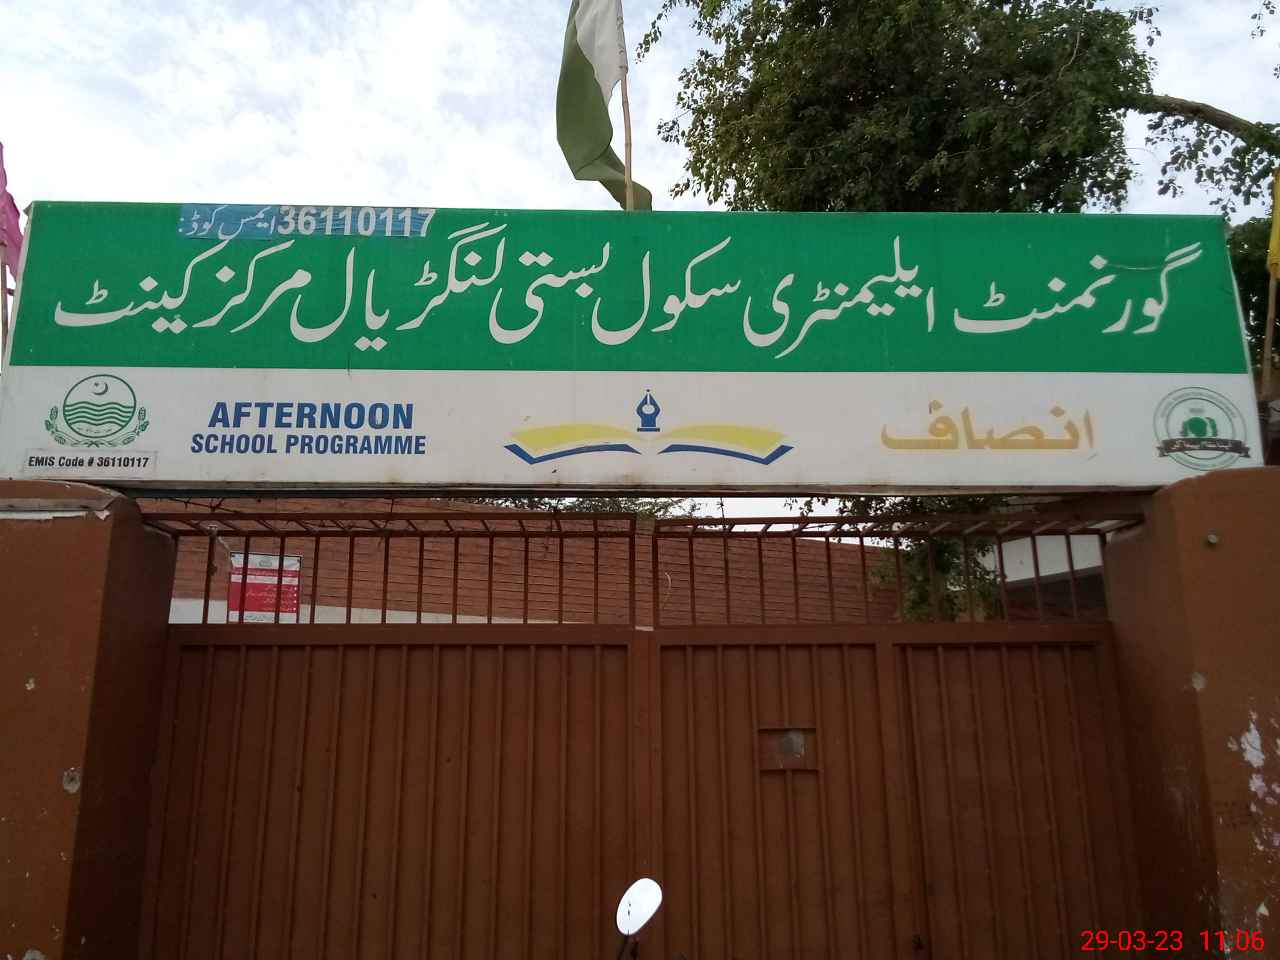 ایمس کوڈ: 36110117
گورنمنٹ ایلیمنٹری سکول بستی لنگڑیال مرکز کینٹ
AFTERNOON
SCHOOL PROGRAMME
EMIS Code # 36110117
انصاف
29-03-23 11:06